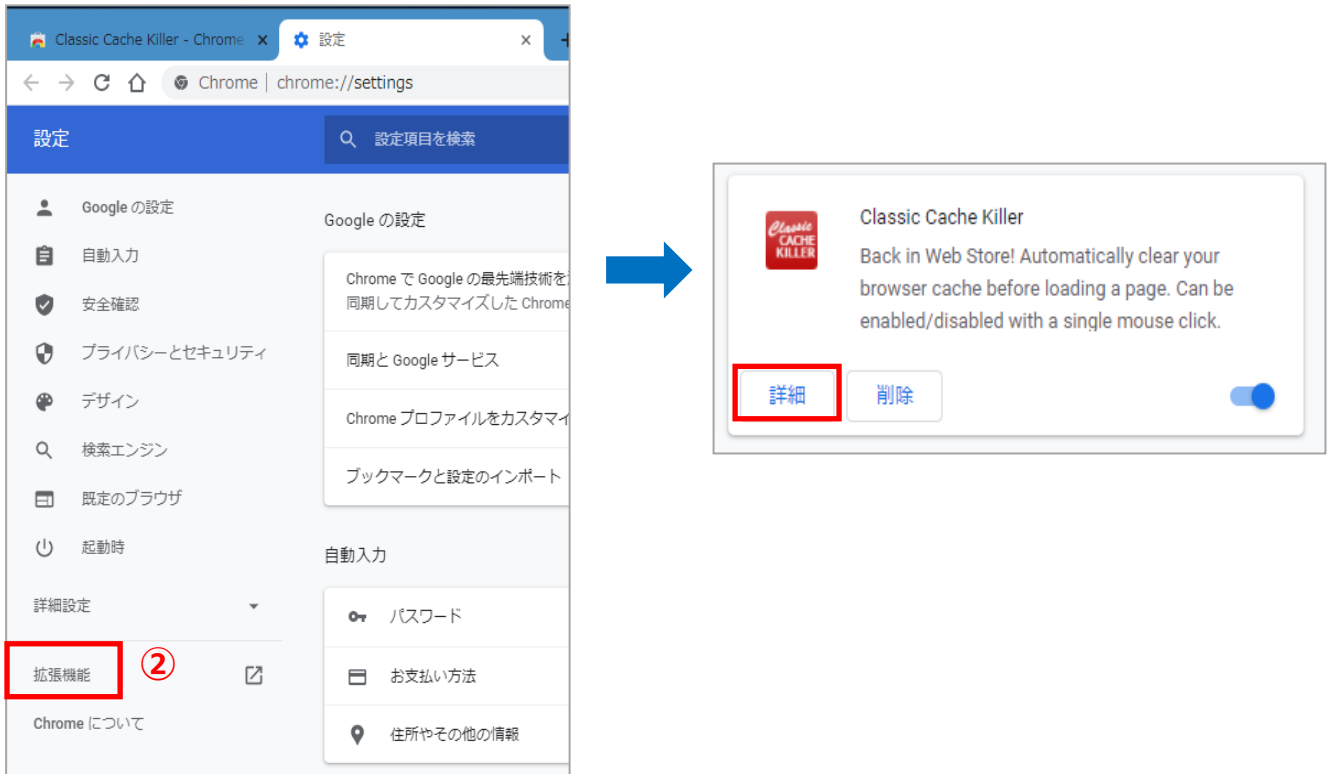 Classic Cache Killer - Chrome
設定
Chrome | chrome://settings
設定
設定項目を検索
Google の設定
自動入力
安全確認
プライバシーとセキュリティ
デザイン
検索エンジン
既定のブラウザ
起動時
詳細設定
拡張機能
②
Chrome について
Google の設定
Chrome で Google の最先端技術を
同期してカスタマイズした Chrome
同期と Google サービス
Chrome プロファイルをカスタマイ
ブックマークと設定のインポート
自動入力
パスワード
お支払い方法
住所やその他の情報
Classic
CACHE
KILLER
Classic Cache Killer
Back in Web Store! Automatically clear your
browser cache before loading a page. Can be
enabled/disabled with a single mouse click.
詳細
削除